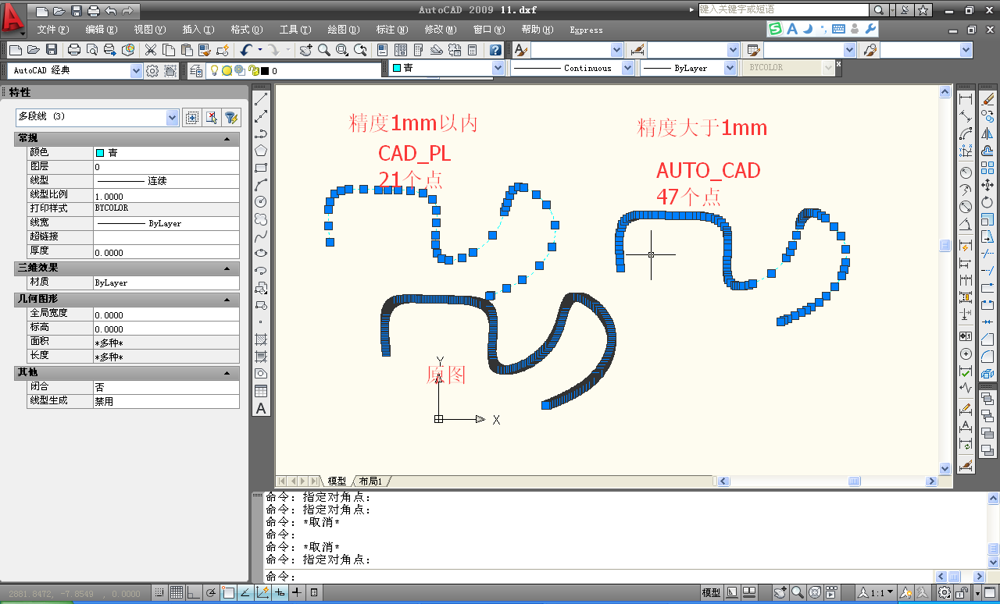 AutoCAD 2009 11.dxf
键入关键字或短语
文件(F) 编辑(E) 视图(V) 插入(I) 格式(O) 工具(T) 绘图(D) 标注(N) 修改(M) 窗口(W) 帮助(H) Express
AutoCAD 经典
0
青
Continuous
ByLayer
BYCOLOR
特性
多段线 (3)
常规
颜色 青
图层 0
线型 连续
线型比例 1.0000
打印样式 BYCOLOR
线宽 ByLayer
超链接
厚度 0.0000
三维效果
材质 ByLayer
几何图形
全局宽度 0.0000
标高 0.0000
面积 *多种*
长度 *多种*
其他
闭合 否
线型生成 禁用
精度1mm以内
CAD_PL
21个点
精度大于1mm
AUTO_CAD
47个点
原图
Y
X
模型 布局1
命令: 指定对角点:
命令: 指定对角点:
命令: *取消*
命令:
命令: *取消*
命令: 指定对角点:
命令:
2881.8472, -7.8549 , 0.0000
模型
1:1